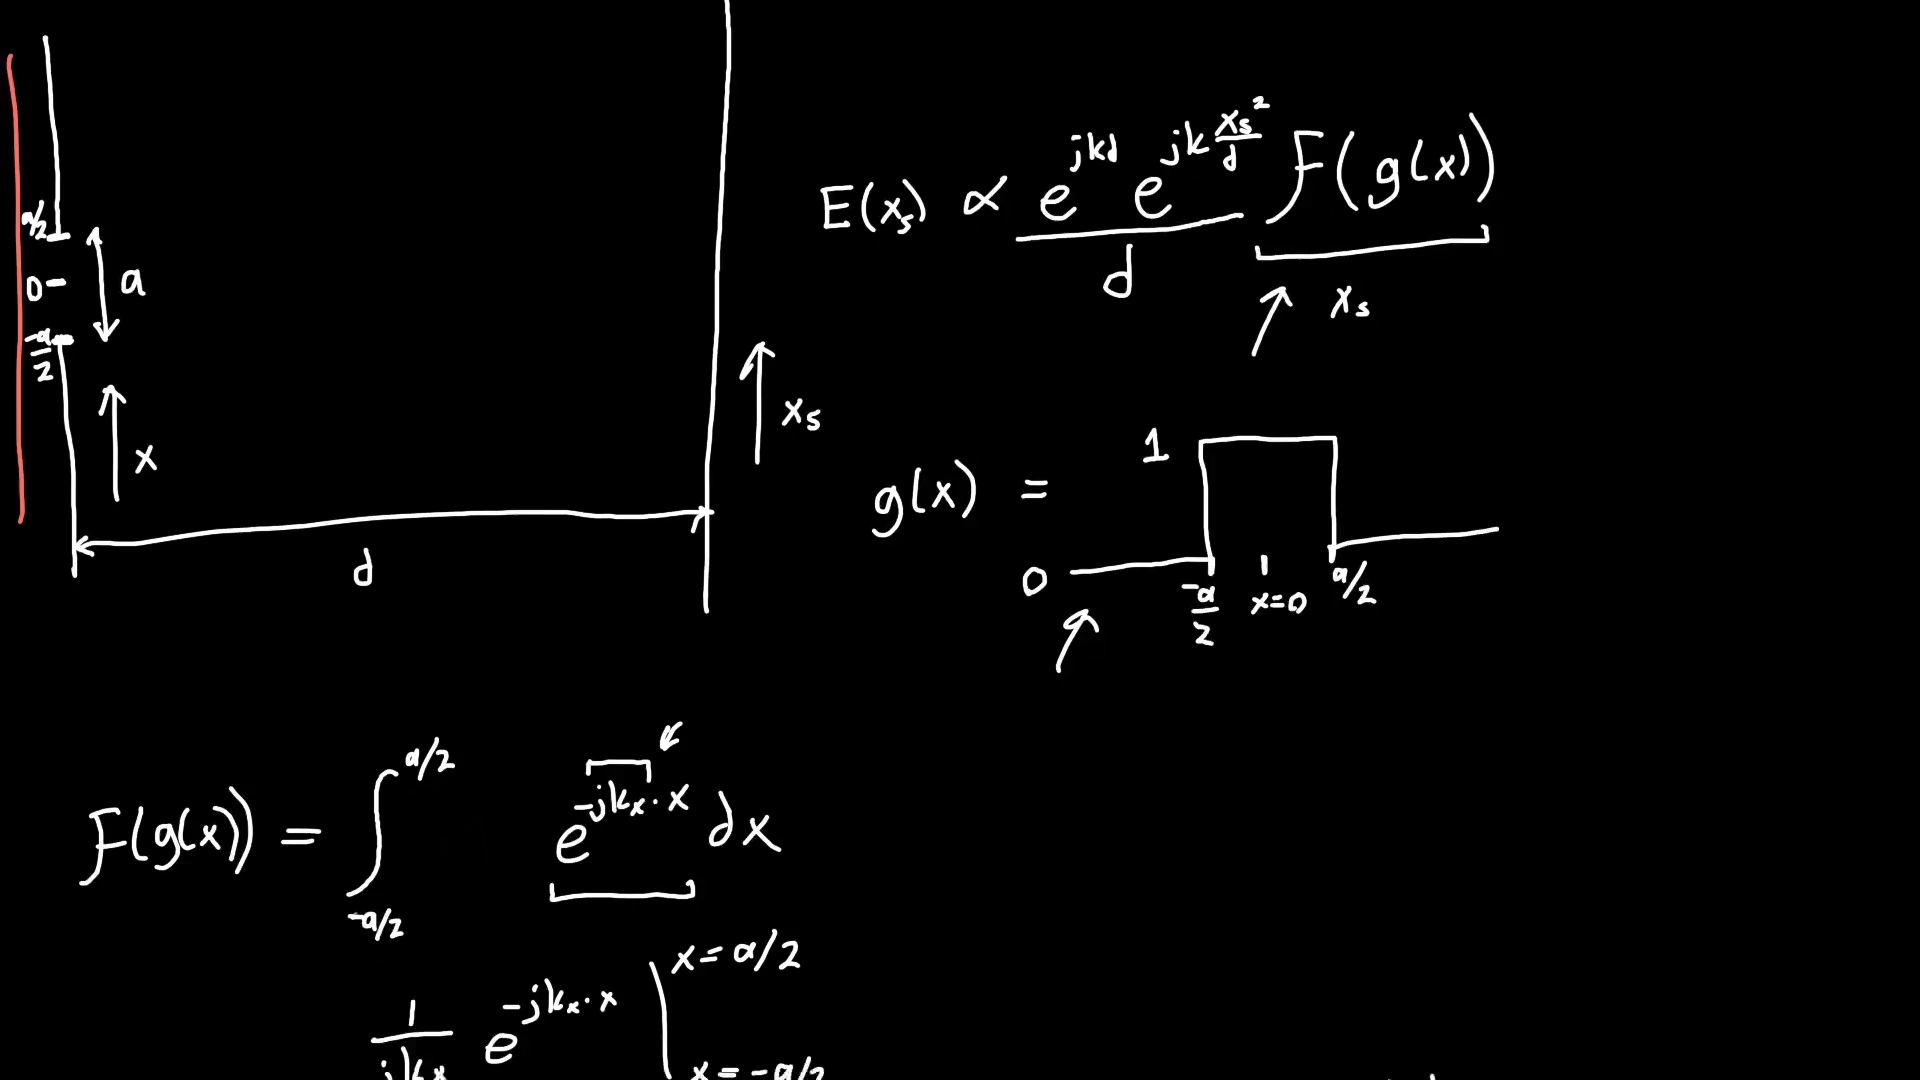 a/2
0
-a/2
a
x
d
x_s
E(x_s) ∝ e^{jkd} e^{jk x_s^2/d} / d F(g(x))
x_s
g(x) =
1
0
-a/2 x=0 a/2
F(g(x)) = ∫_{-a/2}^{a/2} e^{-jk_x·x} dx
1/jk_x e^{-jk_x·x} | x=a/2
x=-a/2